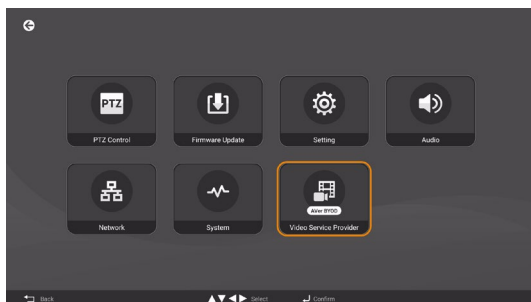 PTZ
PTZ Control
Firmware Update
Setting
Audio
Network
System
AVer BYOD
Video Service Provider
Back
Select
Confirm